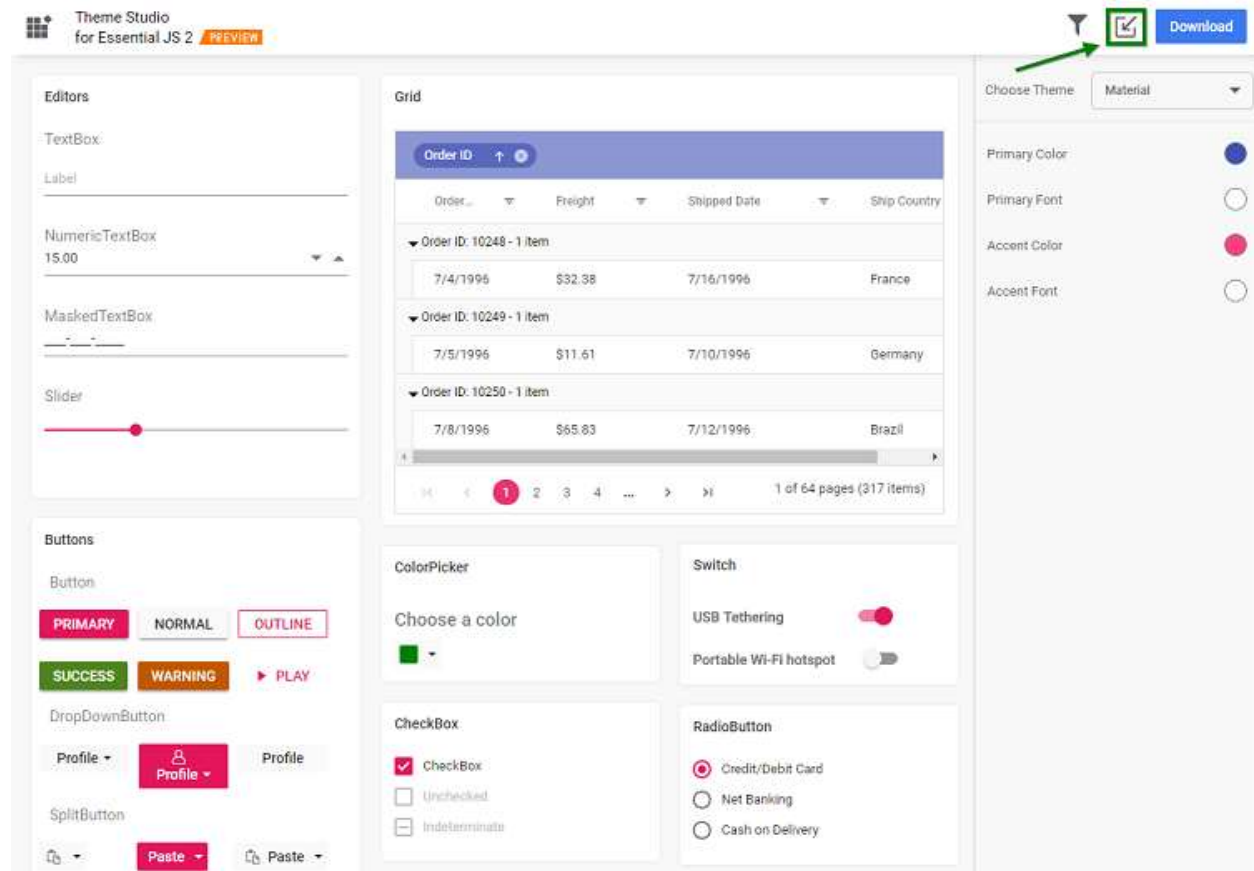 Theme Studio
for Essential JS 2 PREVIEW
Download
Editors
TextBox
Label
NumericTextBox
15.00
MaskedTextBox
___-___-____
Slider
Grid
Order ID
Order... Freight Shipped Date Ship Country
Order ID: 10248 - 1 item
7/4/1996 $32.38 7/16/1996 France
Order ID: 10249 - 1 item
7/5/1996 $11.61 7/10/1996 Germany
Order ID: 10250 - 1 item
7/8/1996 $65.83 7/12/1996 Brazil
1 2 3 4 ... 1 of 64 pages (317 items)
Choose Theme Material
Primary Color
Primary Font
Accent Color
Accent Font
Buttons
Button
PRIMARY NORMAL OUTLINE
SUCCESS WARNING PLAY
DropDownButton
Profile Profile Profile
SplitButton
Paste Paste
ColorPicker
Choose a color
Switch
USB Tethering
Portable Wi-Fi hotspot
CheckBox
CheckBox
Unchecked
Indeterminate
RadioButton
Credit/Debit Card
Net Banking
Cash on Delivery